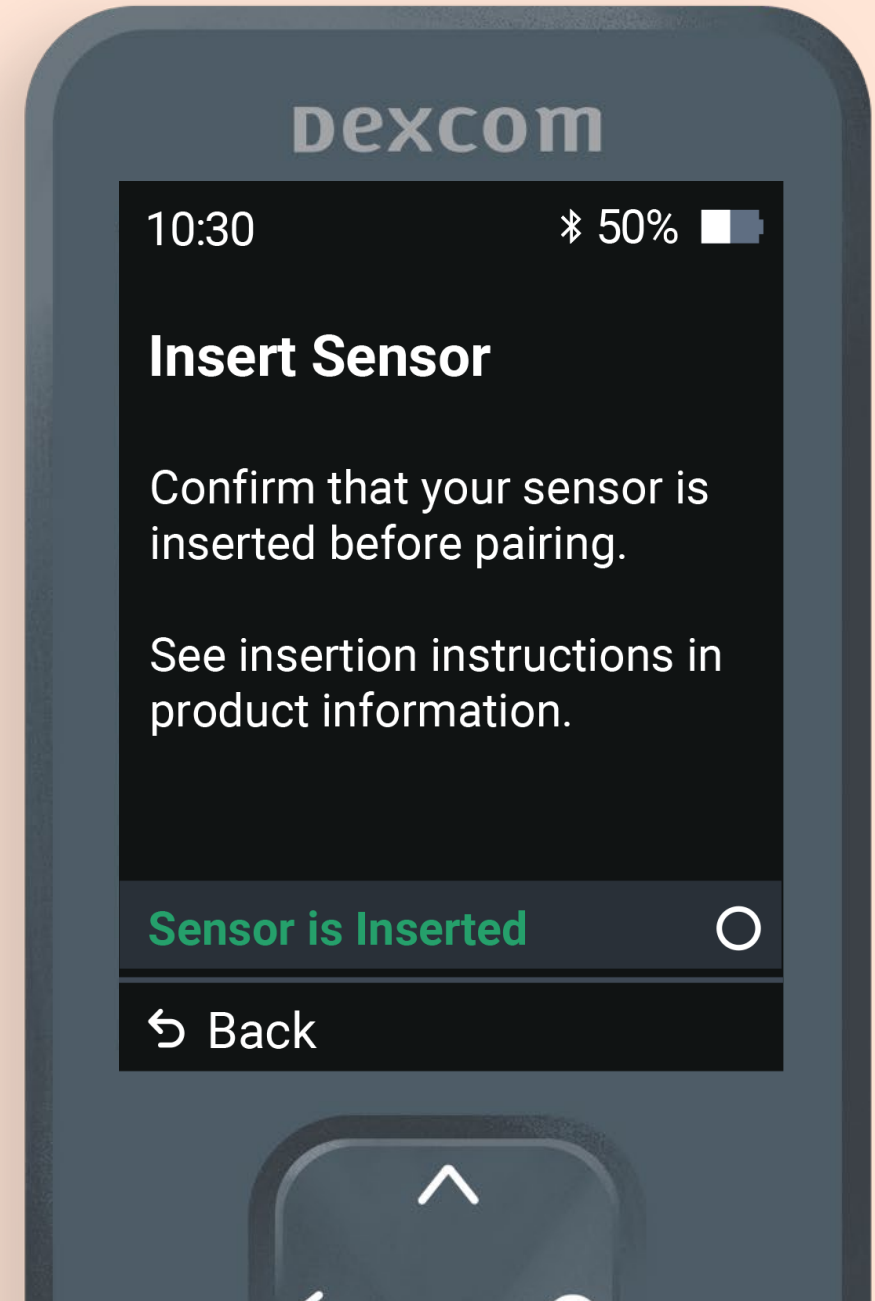 Dexcom
10:30
50%
Insert Sensor
Confirm that your sensor is
inserted before pairing.
See insertion instructions in
product information.
Sensor is Inserted
Back